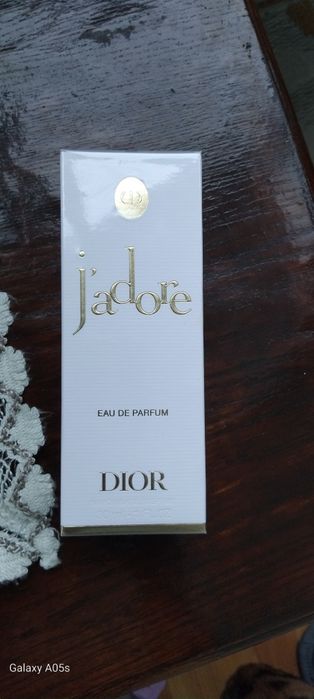 CD
j'adore
EAU DE PARFUM
DIOR
Galaxy A05s